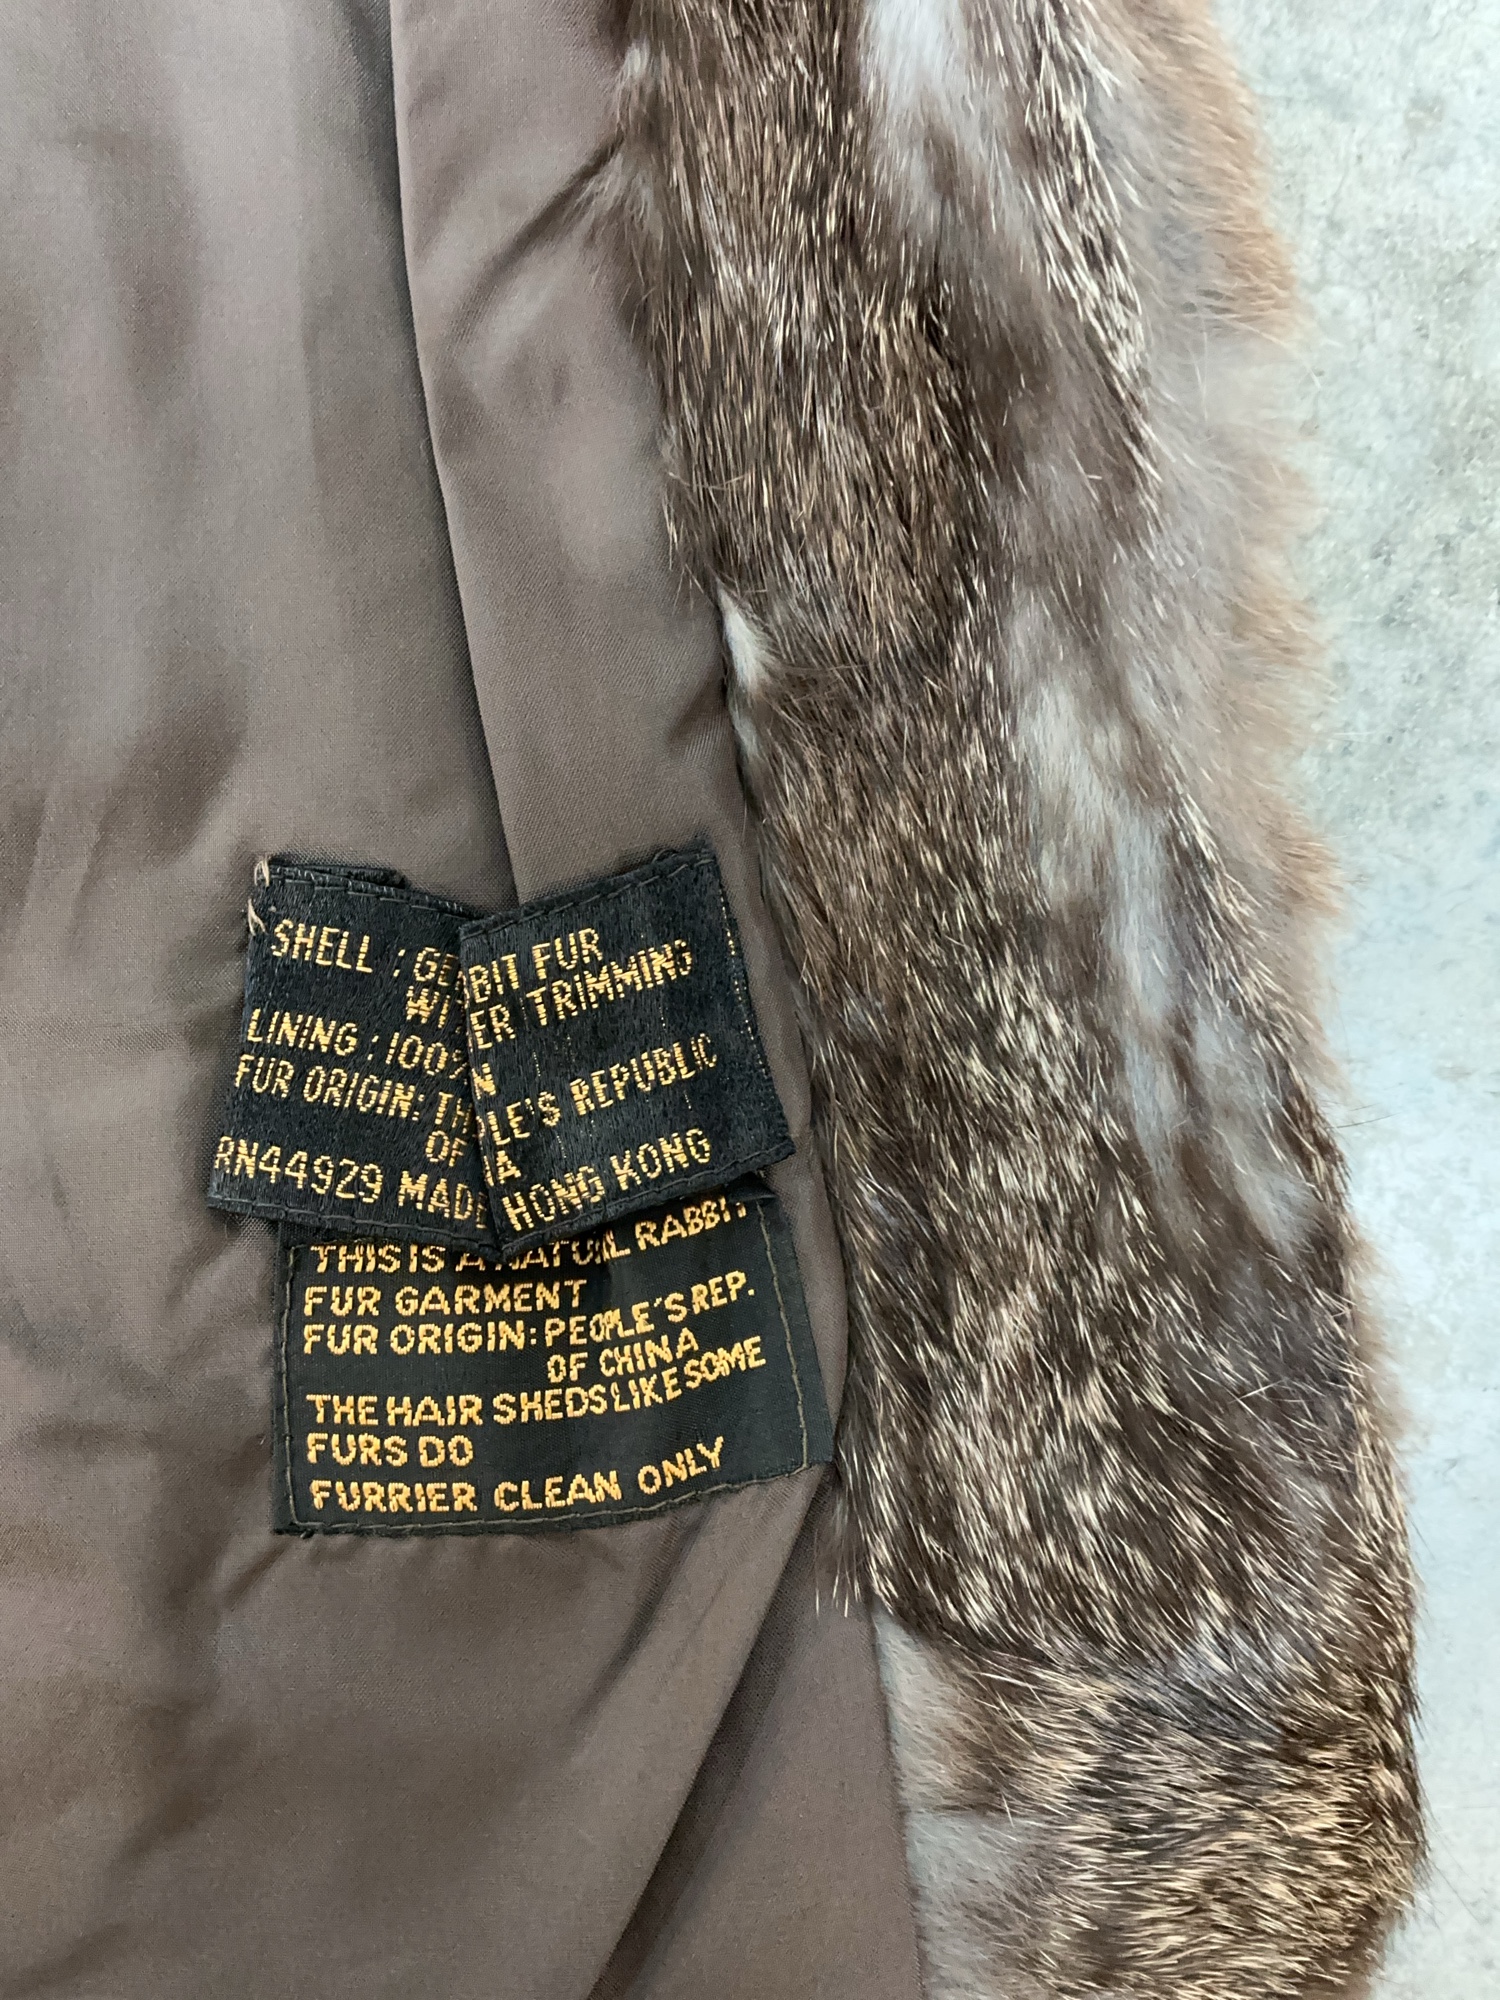 SHELL : GE BIT FUR
WI ER TRIMMING
LINING : 100% N
FUR ORIGIN: TH PLE'S REPUBLIC
OF NA
RN44929 MADE HONG KONG
THIS IS A NATURAL RABBIT
FUR GARMENT
FUR ORIGIN: PEOPLE'S REP.
OF CHINA
THE HAIR SHEDS LIKE SOME
FURS DO
FURRIER CLEAN ONLY